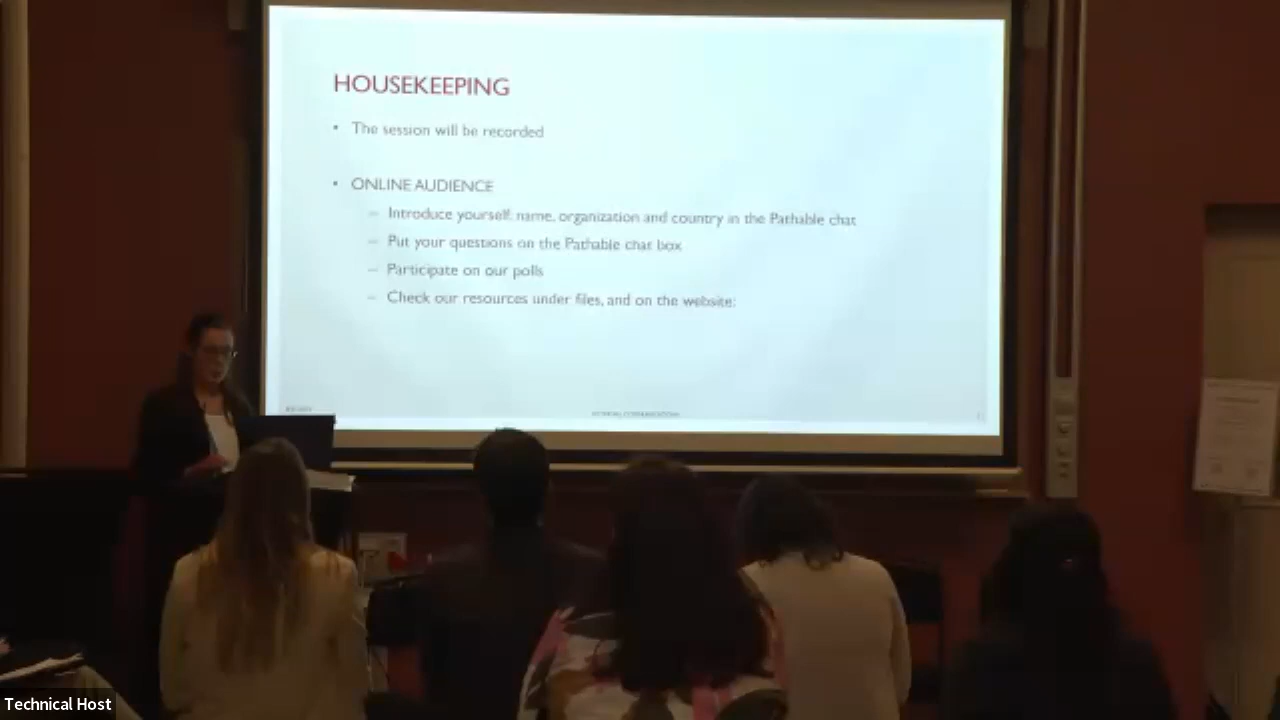 HOUSEKEEPING
• The session will be recorded
• ONLINE AUDIENCE
– Introduce yourself: name, organization and country in the Pathable chat
– Put your questions on the Pathable chat box
– Participate on our polls
– Check our resources under files, and on the website:
Technical Host